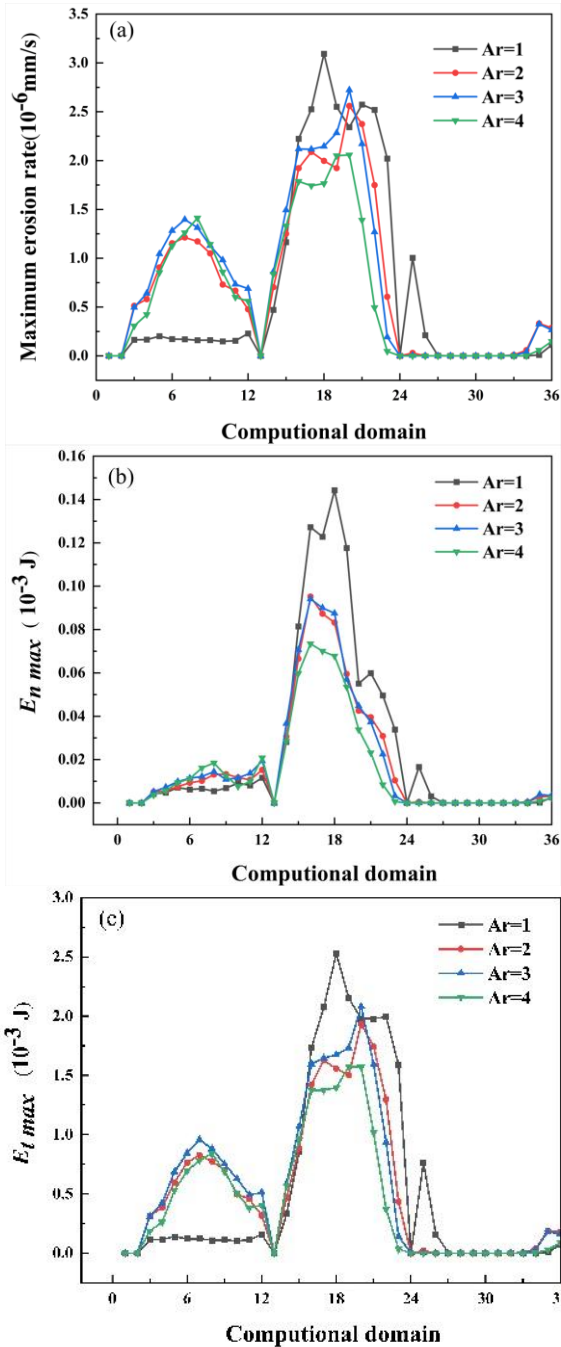 (a)
Ar=1
Ar=2
Ar=3
Ar=4
Maximum erosion rate(10⁻⁶mm/s)
3.5
3.0
2.5
2.0
1.5
1.0
0.5
0.0
0 6 12 18 24 30 36
Computional domain
(b)
Ar=1
Ar=2
Ar=3
Ar=4
E_n max ( 10⁻³ J)
0.16
0.14
0.12
0.10
0.08
0.06
0.04
0.02
0.00
0 6 12 18 24 30 36
Computional domain
(c)
Ar=1
Ar=2
Ar=3
Ar=4
E_t max (10⁻³ J)
3.0
2.5
2.0
1.5
1.0
0.5
0.0
0 6 12 18 24 30 36
Computional domain